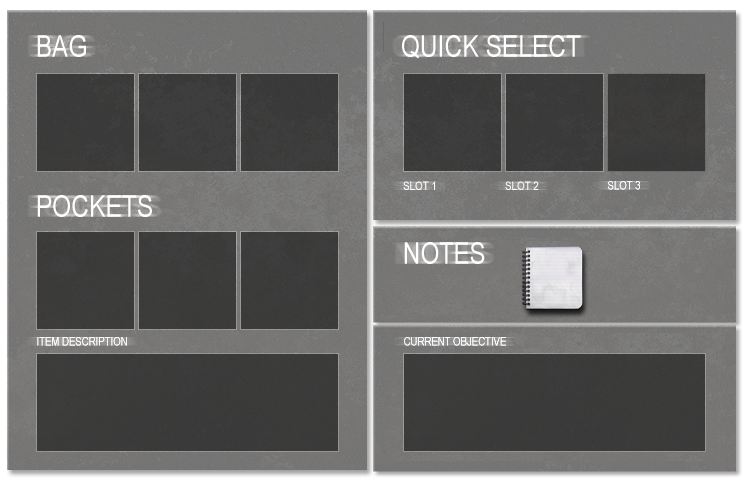 BAG
POCKETS
ITEM DESCRIPTION
QUICK SELECT
SLOT 1
SLOT 2
SLOT 3
NOTES
CURRENT OBJECTIVE